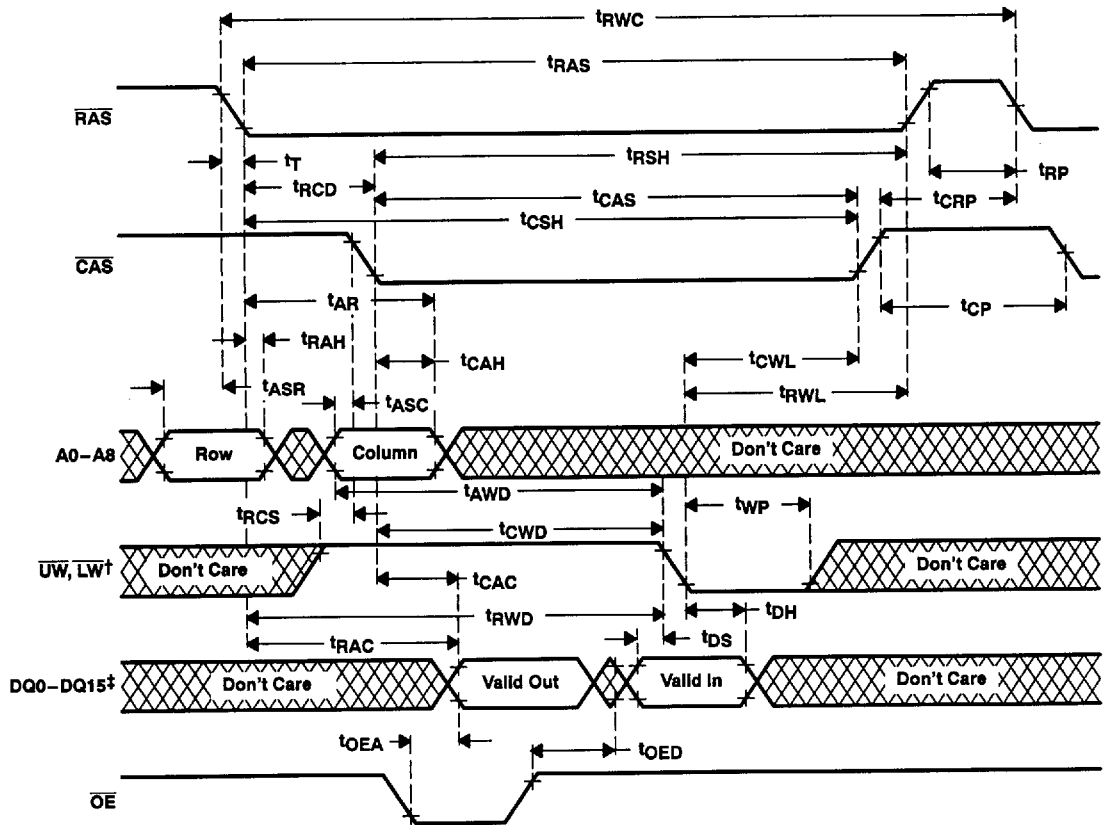 tRWC
tRAS
RAS
tT
tRSH
tRP
tRCD
tCAS
tCRP
tCSH
CAS
tAR
tCP
tRAH
tCAH
tCWL
tASR
tASC
tRWL
A0–A8
Row
Column
Don't Care
tAWD
tRCS
tWP
tCWD
UW, LW†
Don't Care
Don't Care
tCAC
tRWD
tDH
tRAC
tDS
DQ0–DQ15‡
Don't Care
Valid Out
Valid In
Don't Care
tOEA
tOED
OE